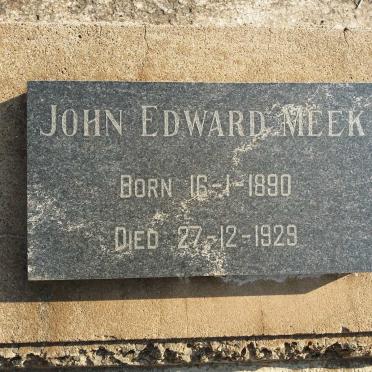 John Edward Meek
Born 16-1-1890
Died 27-12-1929